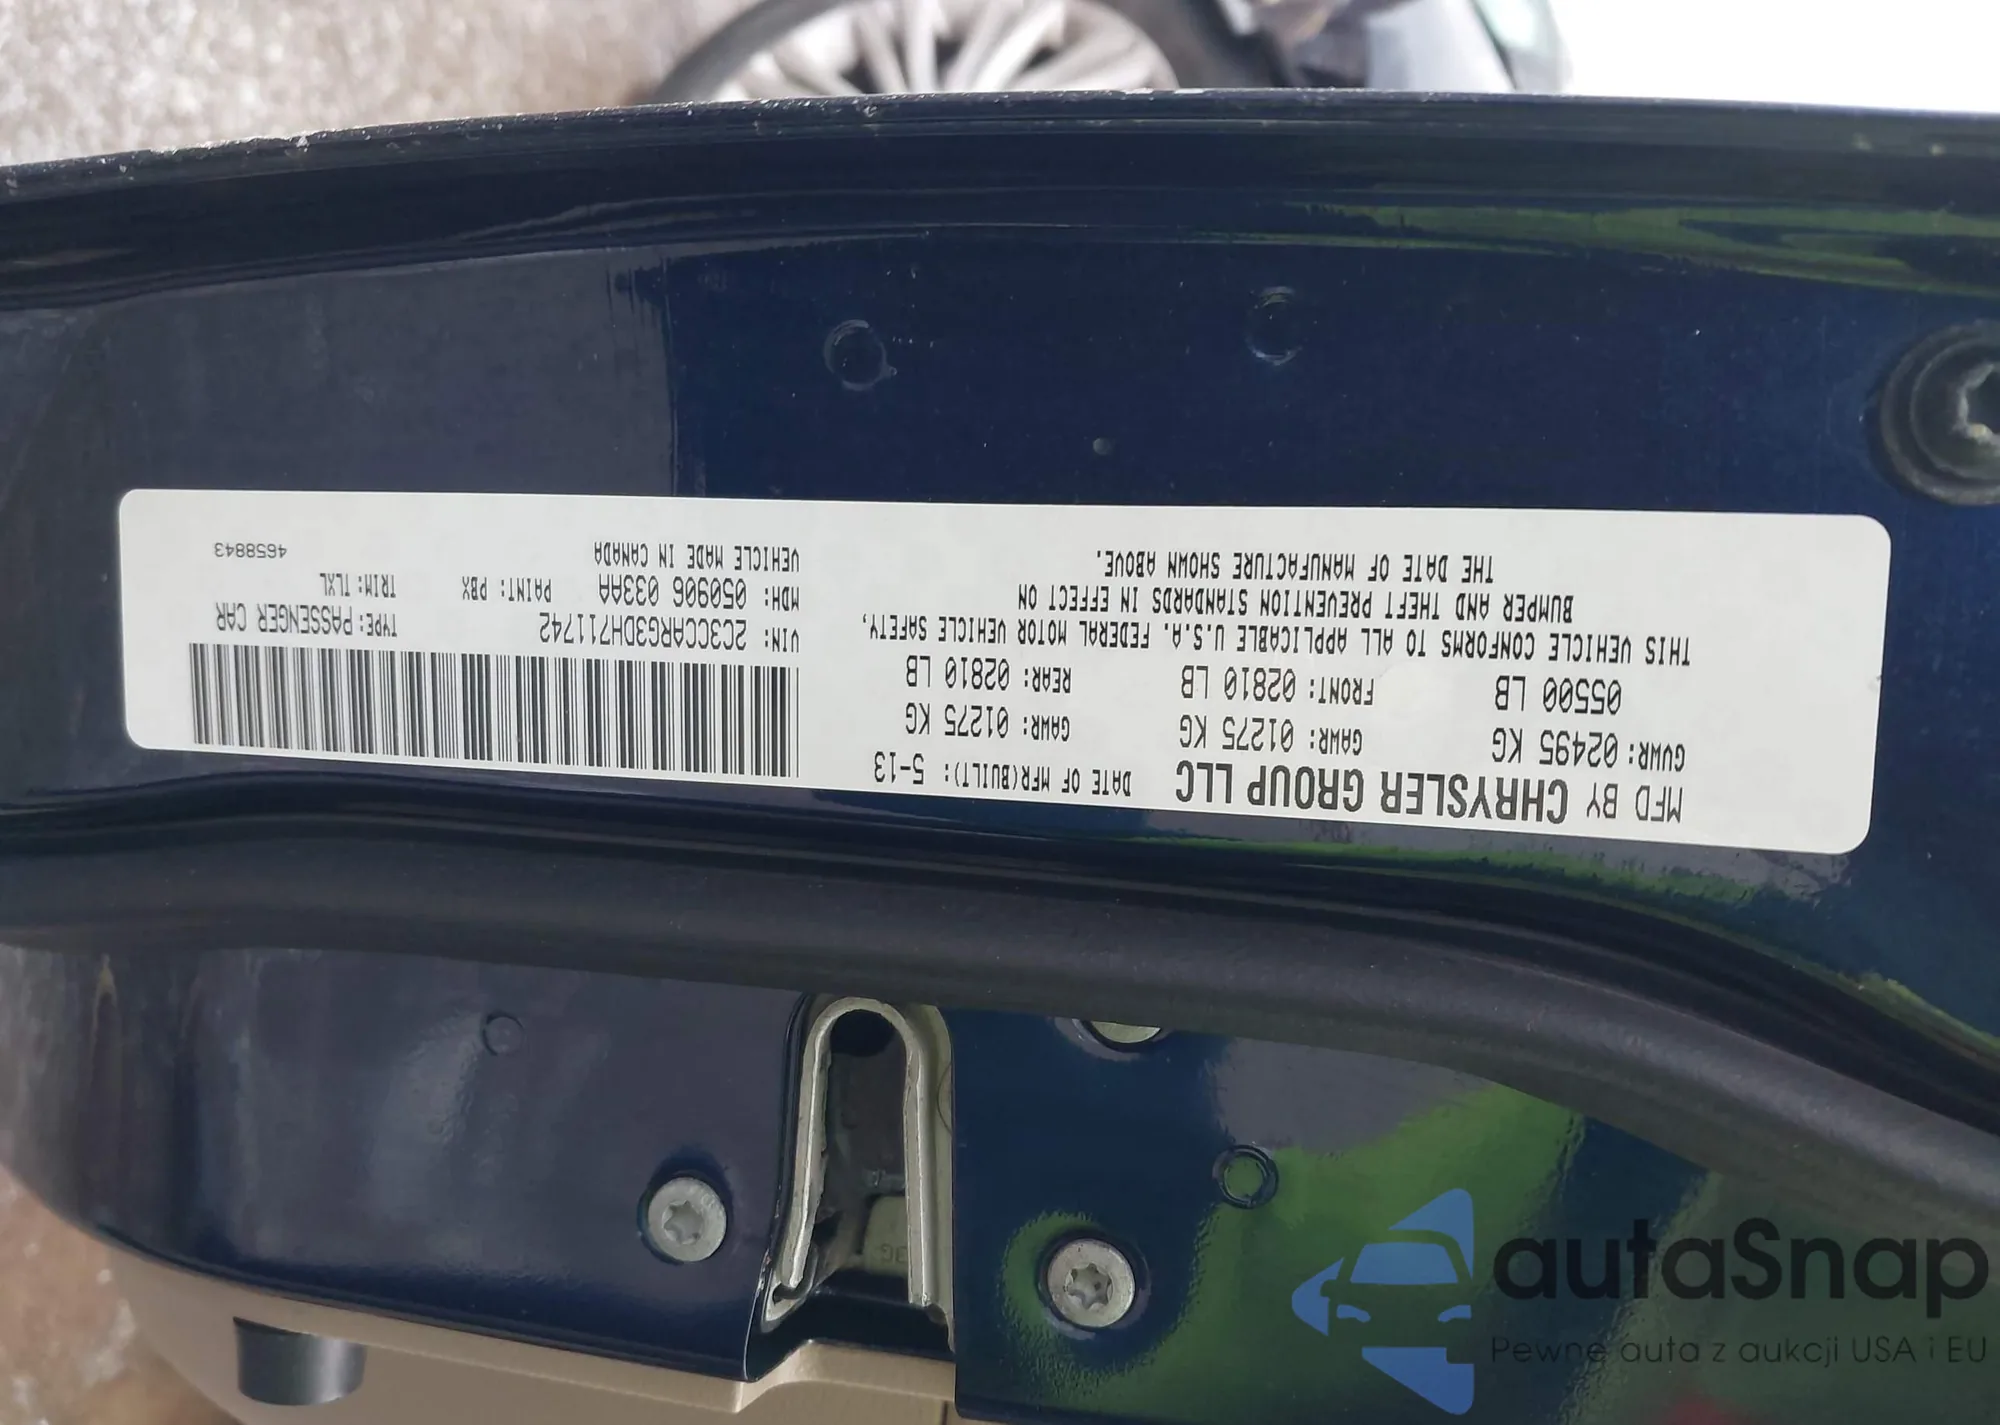 MFD BY CHRYSLER GROUP LLC
DATE OF MFR(BUILT): 5-13
GVWR: 02495 KG
GAWR: 01275 KG
GAWR: 01275 KG
05500 LB
FRONT: 02810 LB
REAR: 02810 LB
THIS VEHICLE CONFORMS TO ALL APPLICABLE U.S.A. FEDERAL MOTOR VEHICLE SAFETY,
BUMPER AND THEFT PREVENTION STANDARDS IN EFFECT ON
THE DATE OF MANUFACTURE SHOWN ABOVE.
VIN: 2C3CCARG3DH711742
TYPE: PASSENGER CAR
MDH: 050906 033AA
PAINT: PBX
TRIM: TLXL
VEHICLE MADE IN CANADA
4658843
autaSnap
Pewne auta z aukcji USA i EU